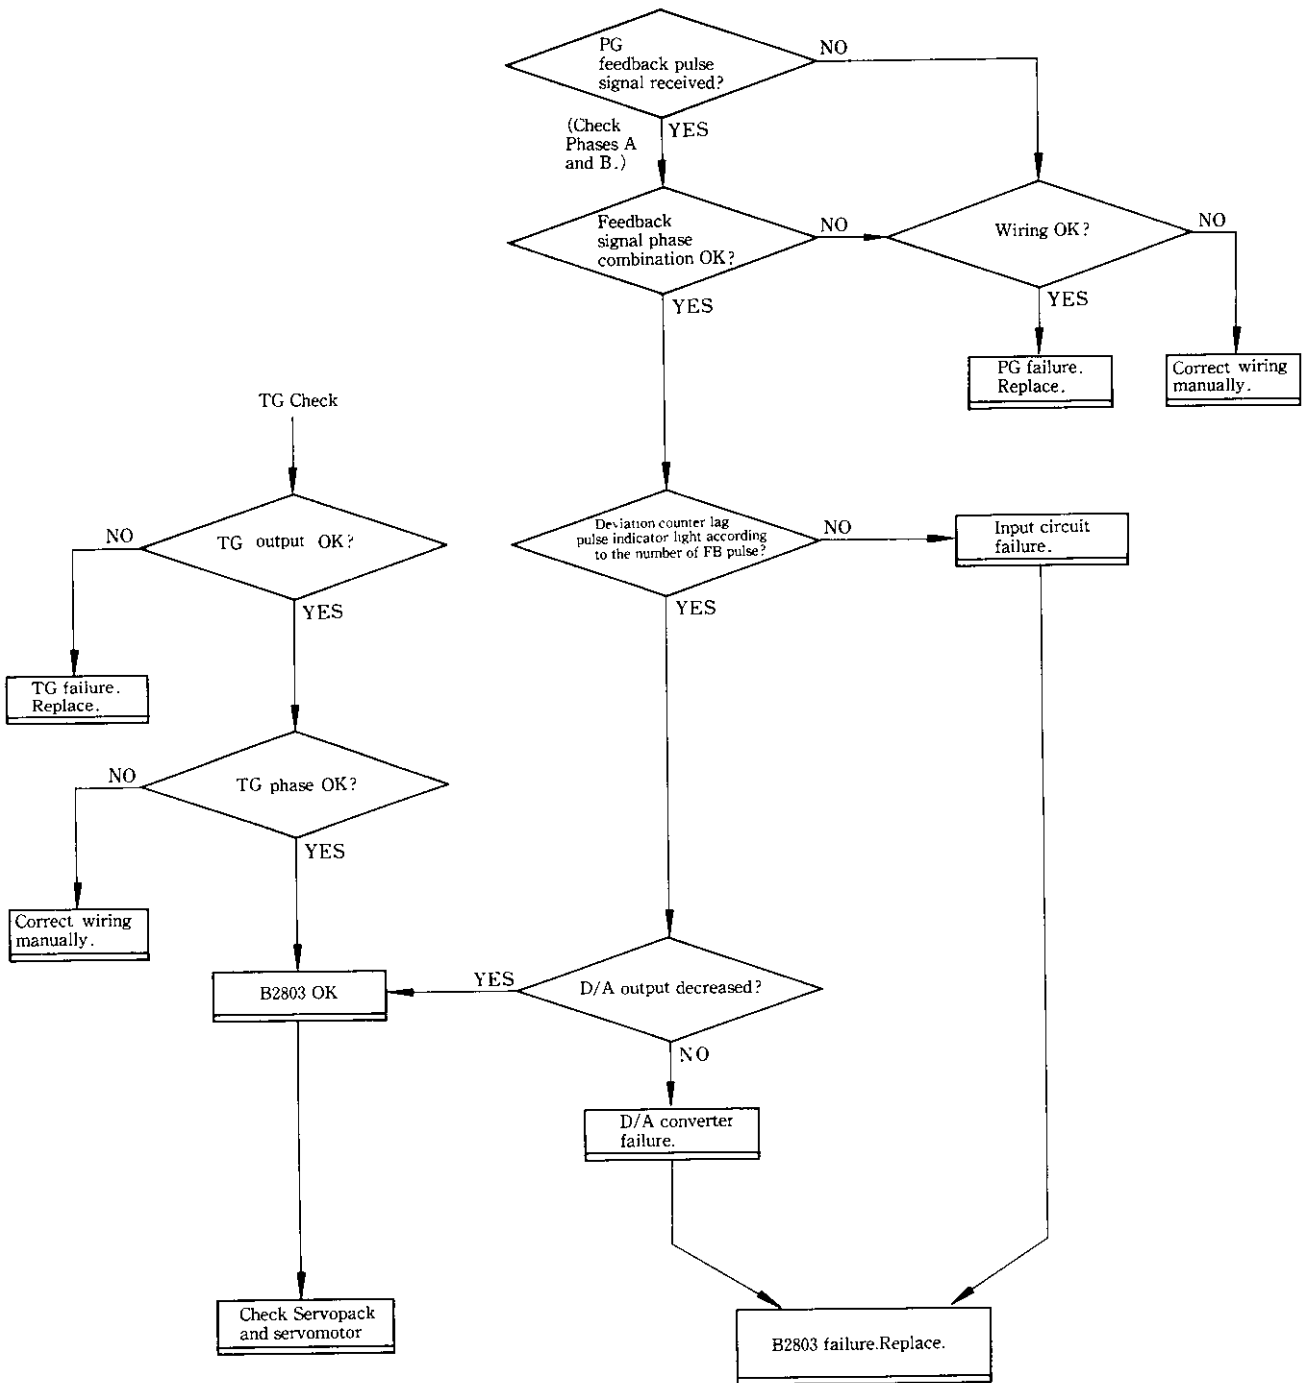 PG
feedback pulse
signal received?
NO
YES
(Check
Phases A
and B.)
Feedback
signal phase
combination OK?
NO
YES
Wiring OK?
NO
YES
PG failure.
Replace.
Correct wiring
manually.
TG Check
TG output OK?
NO
YES
TG failure.
Replace.
TG phase OK?
NO
YES
Correct wiring
manually.
Deviation counter lag
pulse indicator light according
to the number of FB pulse?
NO
YES
Input circuit
failure.
D/A output decreased?
YES
NO
B2803 OK
D/A converter
failure.
Check Servopack
and servomotor
B2803 failure.Replace.